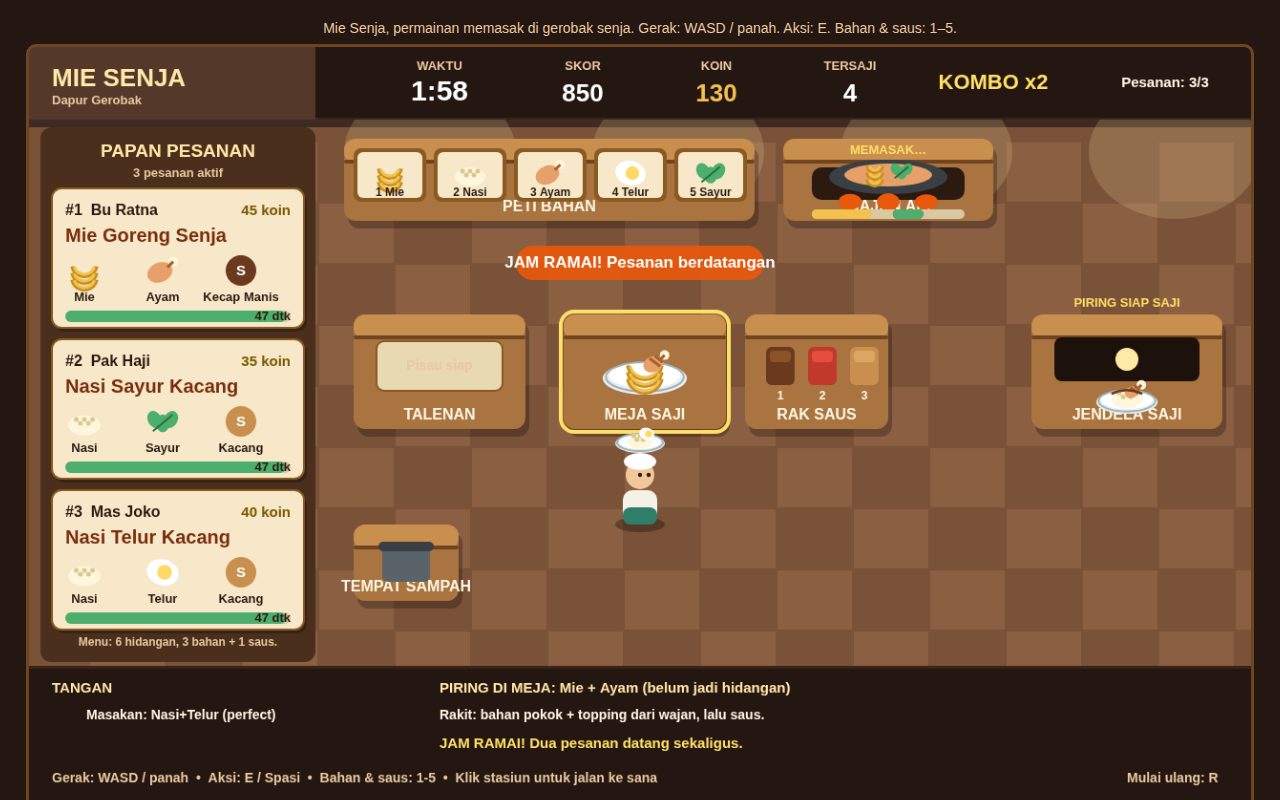 Mie Senja, permainan memasak di gerobak senja. Gerak: WASD / panah. Aksi: E. Bahan & saus: 1–5.
MIE SENJA
Dapur Gerobak
WAKTU
1:58
SKOR
850
KOIN
130
TERSAJI
4
KOMBO x2
Pesanan: 3/3
PAPAN PESANAN
3 pesanan aktif
#1 Bu Ratna 45 koin
Mie Goreng Senja
S
Mie Ayam Kecap Manis
47 dtk
#2 Pak Haji 35 koin
Nasi Sayur Kacang
S
Nasi Sayur Kacang
47 dtk
#3 Mas Joko 40 koin
Nasi Telur Kacang
S
Nasi Telur Kacang
47 dtk
Menu: 6 hidangan, 3 bahan + 1 saus.
1 Mie 2 Nasi 3 Ayam 4 Telur 5 Sayur
PETI BAHAN
MEMASAK...
JAM RAMAI! Pesanan berdatangan
Pisau siap
TALENAN
MEJA SAJI
1 2 3
RAK SAUS
PIRING SIAP SAJI
JENDELA SAJI
TEMPAT SAMPAH
TANGAN
Masakan: Nasi+Telur (perfect)
PIRING DI MEJA: Mie + Ayam (belum jadi hidangan)
Rakit: bahan pokok + topping dari wajan, lalu saus.
JAM RAMAI! Dua pesanan datang sekaligus.
Gerak: WASD / panah • Aksi: E / Spasi • Bahan & saus: 1-5 • Klik stasiun untuk jalan ke sana
Mulai ulang: R